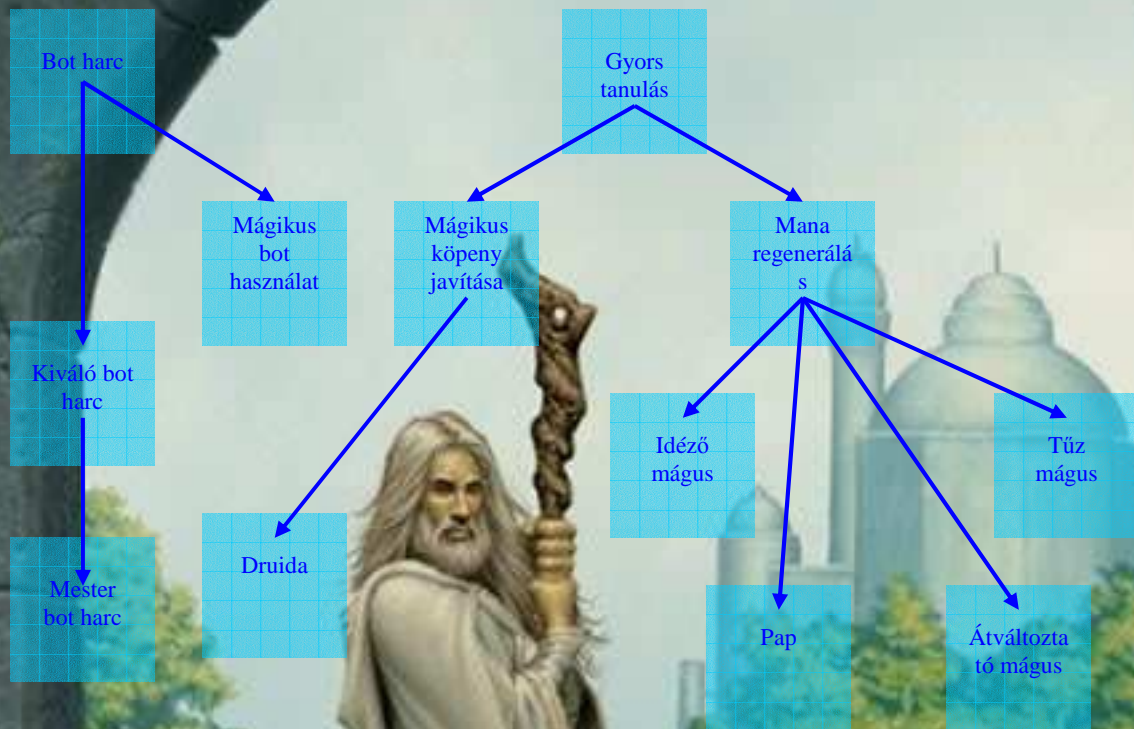 Bot harc
Gyors
tanulás
Mágikus
bot
használat
Mágikus
köpeny
javítása
Mana
regenerálá
s
Kiváló bot
harc
Idéző
mágus
Tűz
mágus
Mester
bot harc
Druida
Pap
Átváltozta
tó mágus